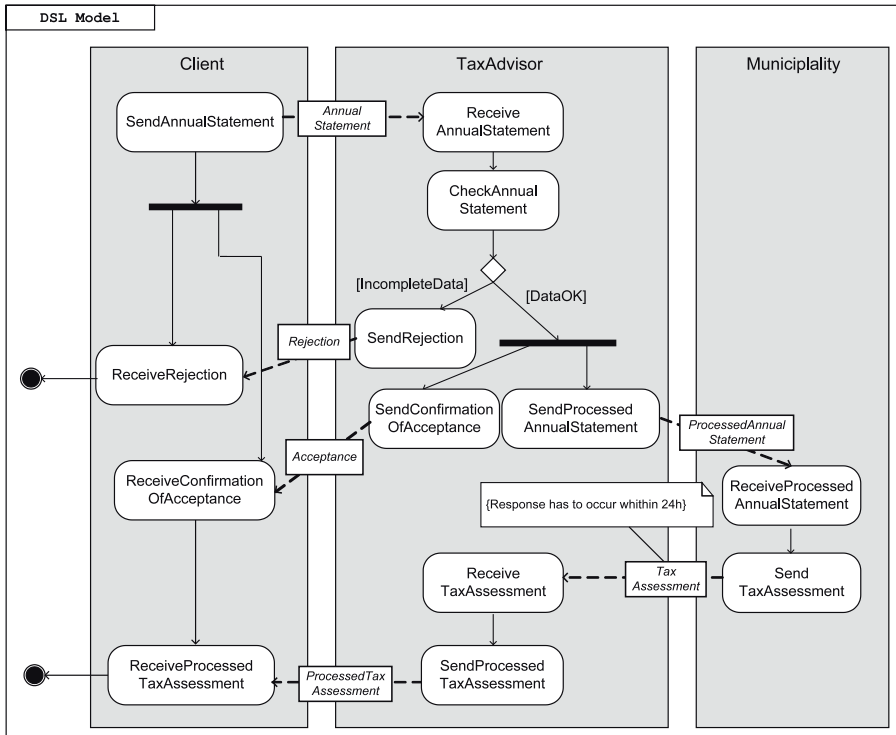 DSL Model
Client
TaxAdvisor
Municiplality
SendAnnualStatement
Annual
Statement
Receive
AnnualStatement
CheckAnnual
Statement
[IncompleteData]
[DataOK]
SendRejection
Rejection
ReceiveRejection
SendConfirmation
OfAcceptance
SendProcessed
AnnualStatement
ProcessedAnnual
Statement
Acceptance
ReceiveConfirmation
OfAcceptance
ReceiveProcessed
AnnualStatement
{Response has to occur whithin 24h}
Receive
TaxAssessment
Tax
Assessment
Send
TaxAssessment
ReceiveProcessed
TaxAssessment
ProcessedTax
Assessment
SendProcessed
TaxAssessment